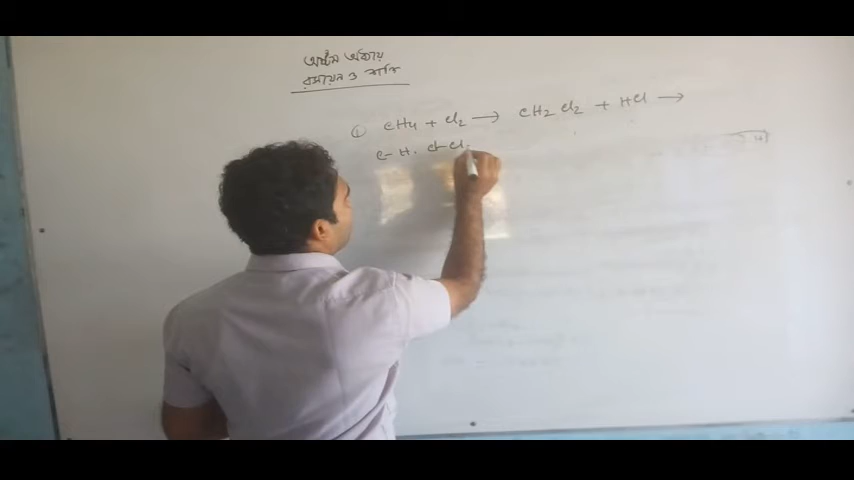 অষ্টম অধ্যায়
রসায়ন ও শক্তি
① CH4 + Cl2 → CH2Cl2 + HCl →
C-H. Cl-Cl